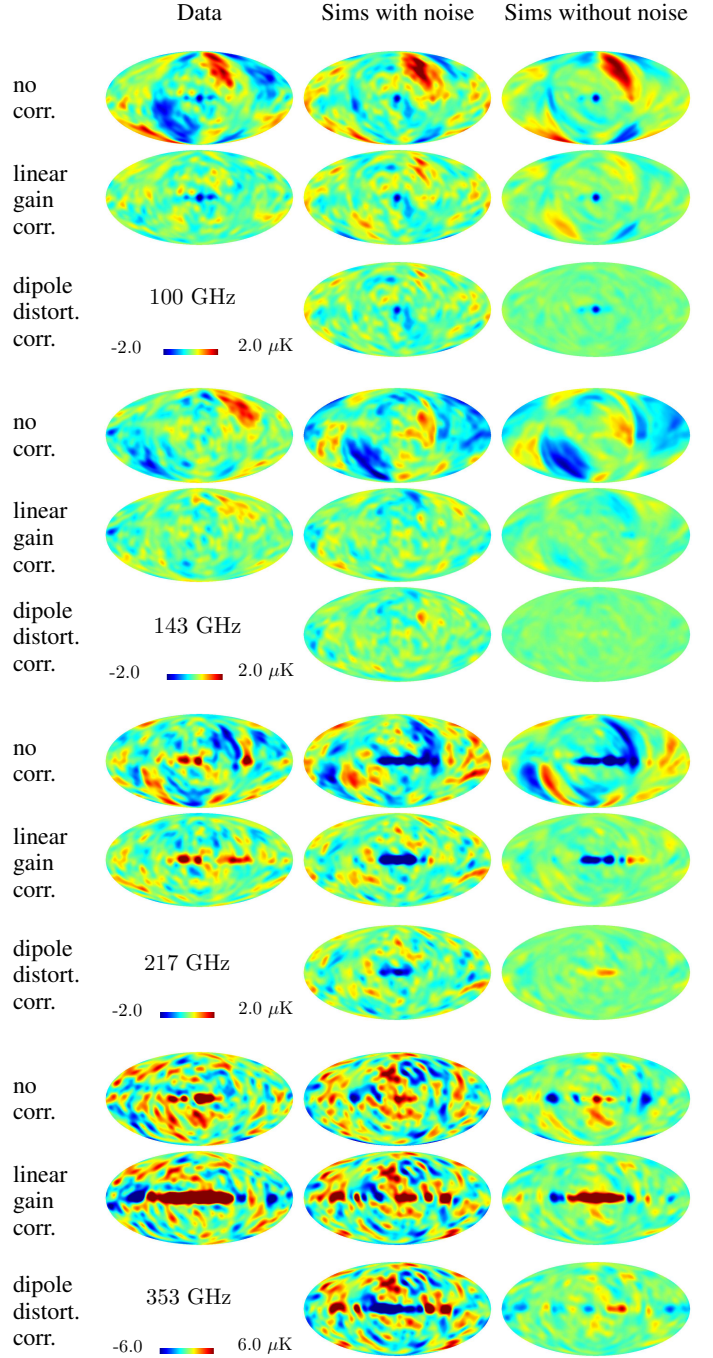 Data Sims with noise Sims without noise
no
corr.
linear
gain
corr.
dipole
distort.
corr.
100 GHz
-2.0 2.0 μK
no
corr.
linear
gain
corr.
dipole
distort.
corr.
143 GHz
-2.0 2.0 μK
no
corr.
linear
gain
corr.
dipole
distort.
corr.
217 GHz
-2.0 2.0 μK
no
corr.
linear
gain
corr.
dipole
distort.
corr.
353 GHz
-6.0 6.0 μK